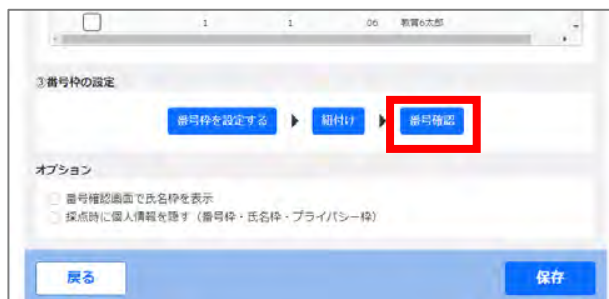 1 1 06 教育6太郎
③番号枠の設定
番号枠を設定する ▶ 紐付け ▶ 番号確認
オプション
番号確認画面で氏名枠を表示
採点時に個人情報を隠す（番号枠・氏名枠・プライバシー枠）
戻る 保存